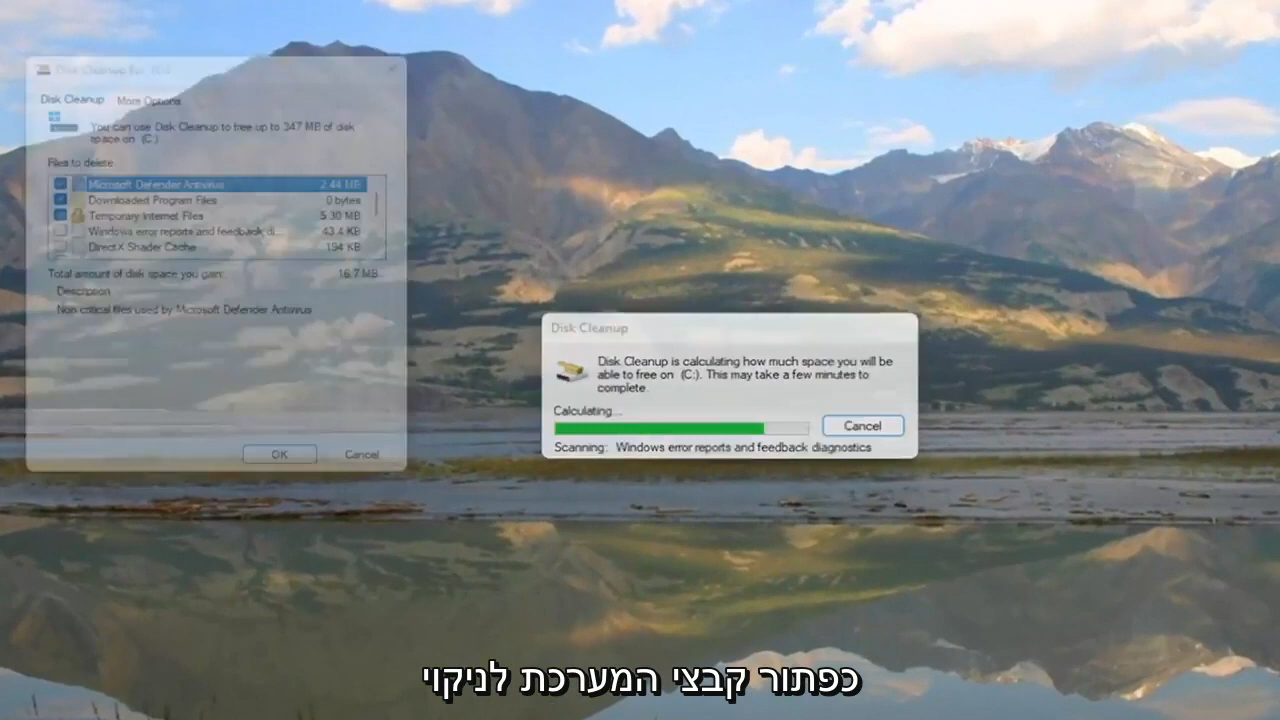 Disk Cleanup for
Disk Cleanup
More Options
You can use Disk Cleanup to free up to 347 MB of disk
space on (C:)
Files to delete
Microsoft Defender Antivirus 2.44 MB
Downloaded Program Files 0 bytes
Temporary Internet Files 5.30 MB
Windows error reports and feedback di... 43.4 KB
DirectX Shader Cache 194 KB
Total amount of disk space you gain: 16.7 MB
Description
Non critical files used by Microsoft Defender Antivirus
OK
Cancel
Disk Cleanup
Disk Cleanup is calculating how much space you will be
able to free on (C:). This may take a few minutes to
complete.
Calculating...
Cancel
Scanning: Windows error reports and feedback diagnostics
כפתור קבצי המערכת לניקוי